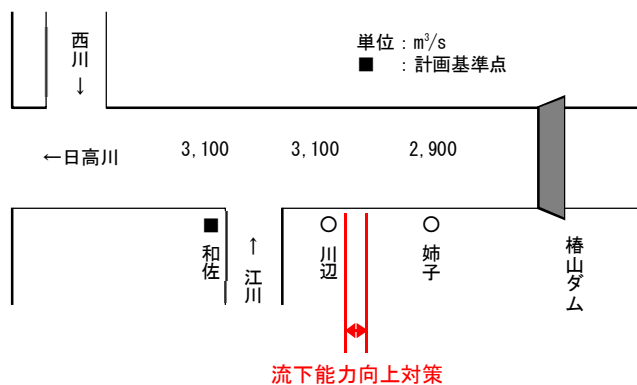 西川
↓
単位：m³/s
■：計画基準点
←日高川
3,100
3,100
2,900
■
和佐
↑
江川
○
川辺
○
姉子
椿山ダム
流下能力向上対策